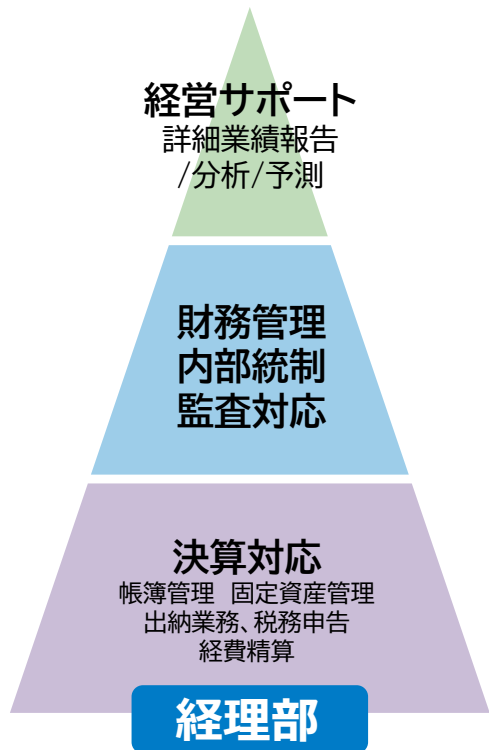 経営サポート
詳細業績報告
/分析/予測
財務管理
内部統制
監査対応
決算対応
帳簿管理 固定資産管理
出納業務、税務申告
経費精算
経理部